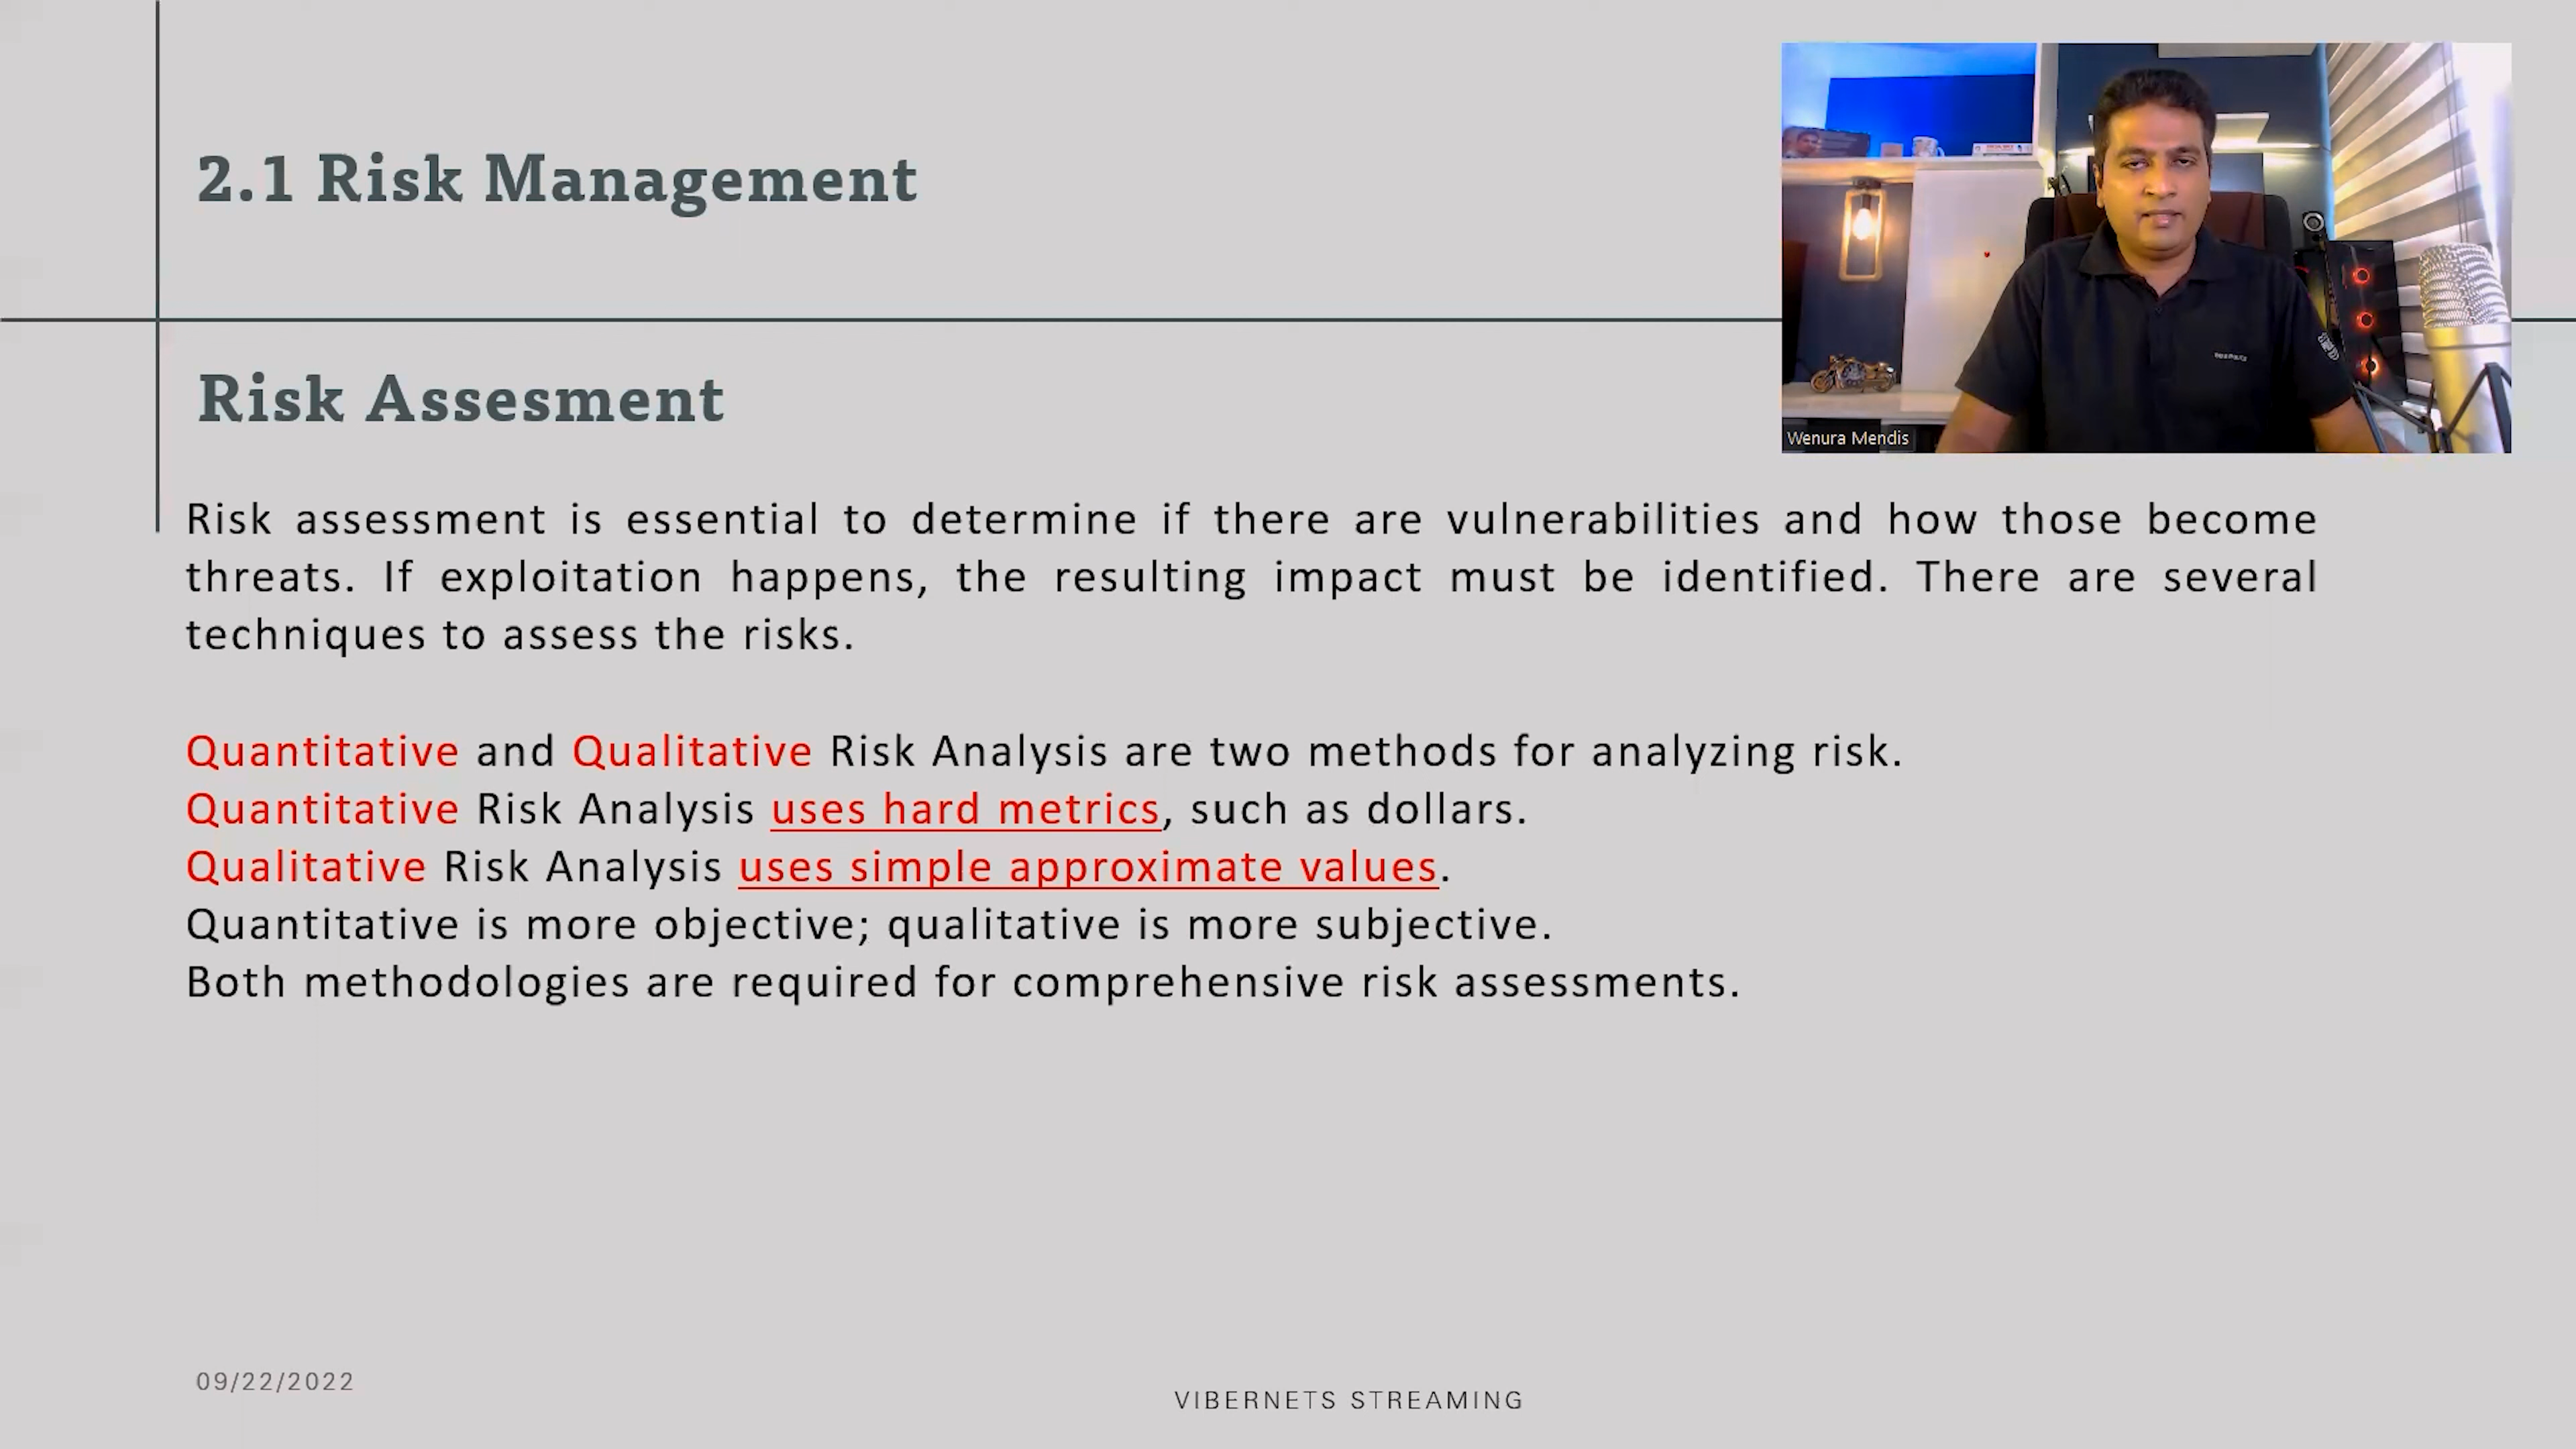 2.1 Risk Management
Wenura Mendis
Risk Assesment
Risk assessment is essential to determine if there are vulnerabilities and how those become
threats. If exploitation happens, the resulting impact must be identified. There are several
techniques to assess the risks.
Quantitative and Qualitative Risk Analysis are two methods for analyzing risk.
Quantitative Risk Analysis uses hard metrics, such as dollars.
Qualitative Risk Analysis uses simple approximate values.
Quantitative is more objective; qualitative is more subjective.
Both methodologies are required for comprehensive risk assessments.
09/22/2022
VIBERNETS STREAMING